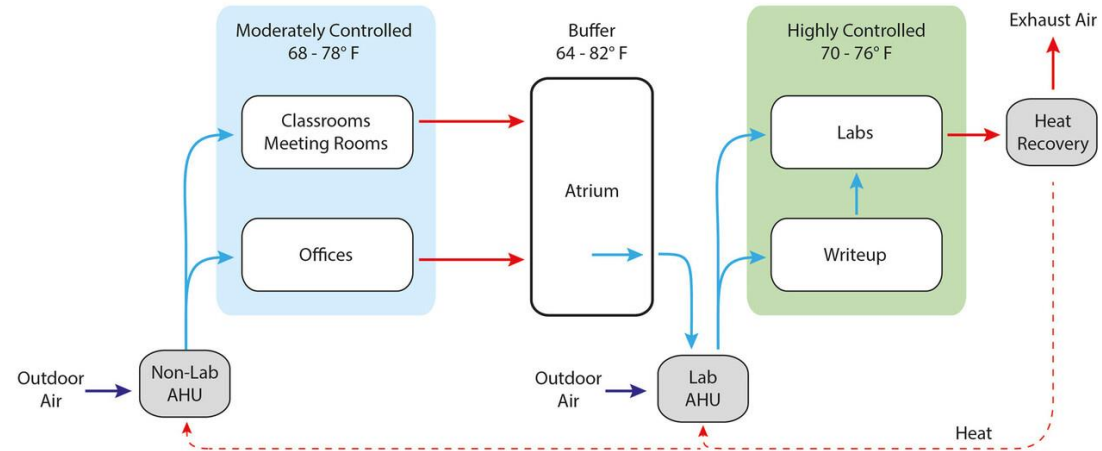 Moderately Controlled
68 - 78° F
Classrooms
Meeting Rooms
Offices
Outdoor
Air
Non-Lab
AHU
Buffer
64 - 82° F
Atrium
Outdoor
Air
Lab
AHU
Highly Controlled
70 - 76° F
Labs
Writeup
Exhaust Air
Heat
Recovery
Heat